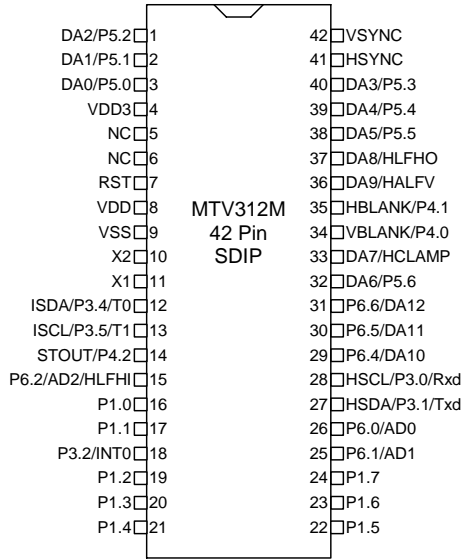 DA2/P5.2 1 42 VSYNC
DA1/P5.1 2 41 HSYNC
DA0/P5.0 3 40 DA3/P5.3
VDD3 4 39 DA4/P5.4
NC 5 38 DA5/P5.5
NC 6 37 DA8/HLFHO
RST 7 36 DA9/HALFV
VDD 8 MTV312M 35 HBLANK/P4.1
VSS 9 42 Pin 34 VBLANK/P4.0
X2 10 SDIP 33 DA7/HCLAMP
X1 11 32 DA6/P5.6
ISDA/P3.4/T0 12 31 P6.6/DA12
ISCL/P3.5/T1 13 30 P6.5/DA11
STOUT/P4.2 14 29 P6.4/DA10
P6.2/AD2/HLFHI 15 28 HSCL/P3.0/Rxd
P1.0 16 27 HSDA/P3.1/Txd
P1.1 17 26 P6.0/AD0
P3.2/INT0 18 25 P6.1/AD1
P1.2 19 24 P1.7
P1.3 20 23 P1.6
P1.4 21 22 P1.5